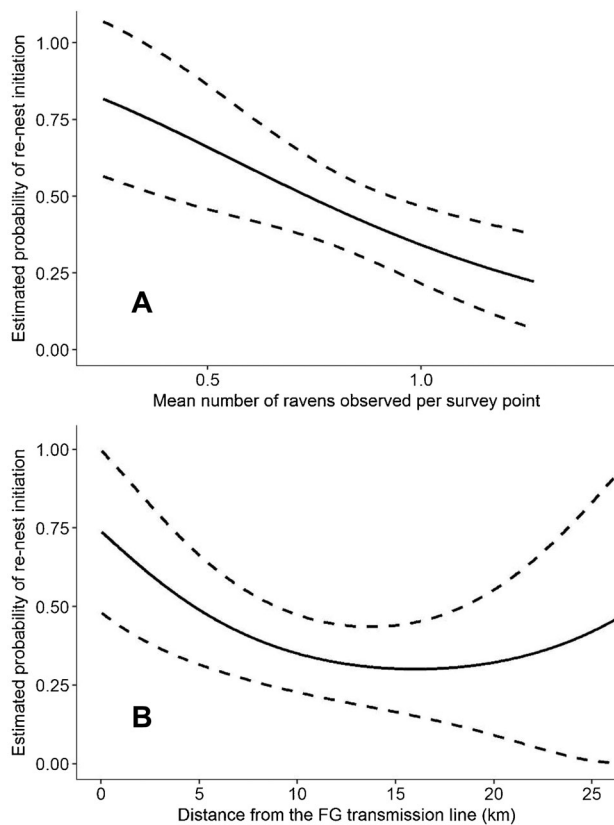 Estimated probability of re-nest initiation
1.00
0.75
0.50
0.25
0.00
A
0.5 1.0
Mean number of ravens observed per survey point
Estimated probability of re-nest initiation
1.00
0.75
0.50
0.25
0.00
B
0 5 10 15 20 25
Distance from the FG transmission line (km)